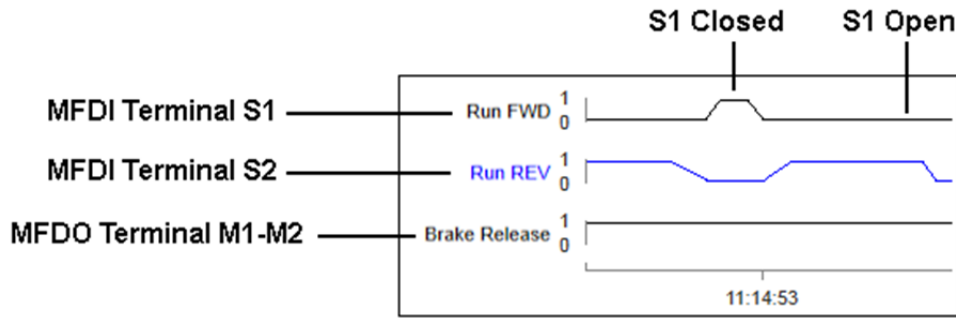 S1 Closed S1 Open
MFDI Terminal S1 Run FWD 1
0
MFDI Terminal S2 Run REV 1
0
MFDO Terminal M1-M2 Brake Release 1
0
11:14:53